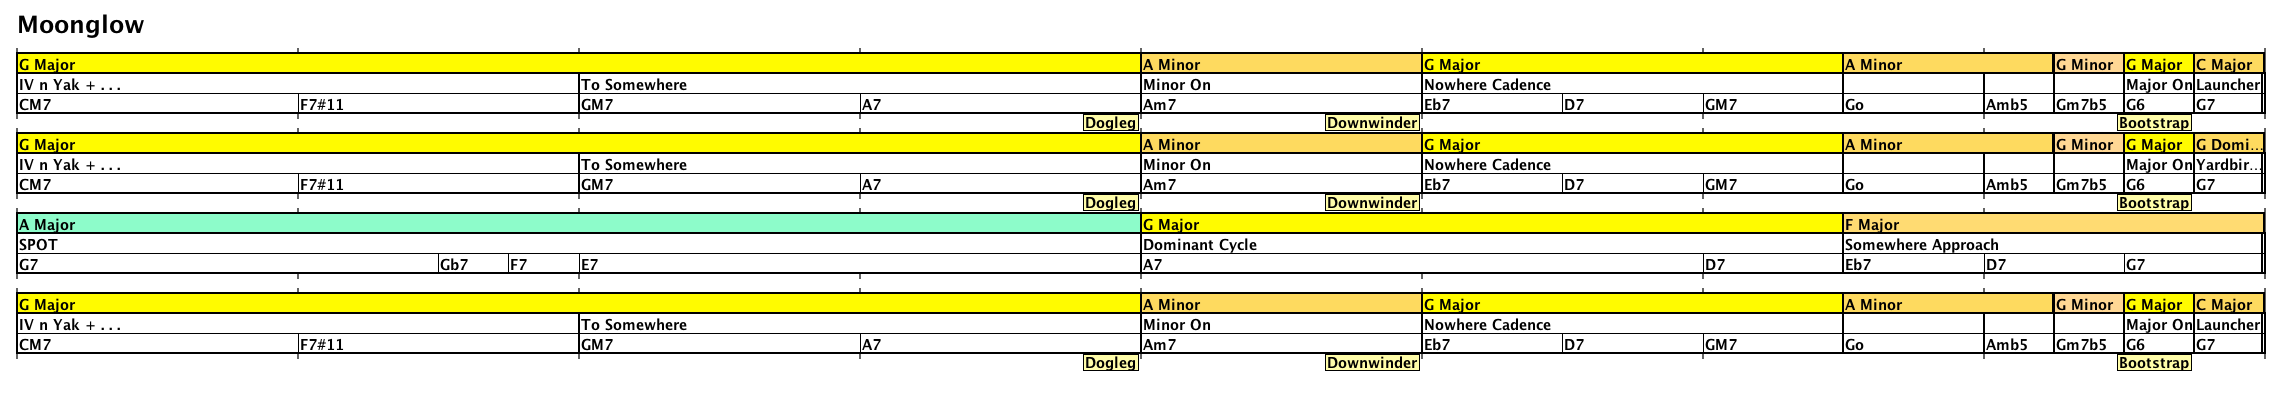 Moonglow
G Major A Minor G Major A Minor G Minor G Major C Major
IV n Yak + . . . To Somewhere Minor On Nowhere Cadence Major On Launcher
CM7 F7#11 GM7 A7 Am7 Eb7 D7 GM7 Go Amb5 Gm7b5 G6 G7
Dogleg Downwinder Bootstrap
G Major A Minor G Major A Minor G Minor G Major G Domi...
IV n Yak + . . . To Somewhere Minor On Nowhere Cadence Major On Yardbir...
CM7 F7#11 GM7 A7 Am7 Eb7 D7 GM7 Go Amb5 Gm7b5 G6 G7
Dogleg Downwinder Bootstrap
A Major G Major F Major
SPOT Dominant Cycle Somewhere Approach
G7 Gb7 F7 E7 A7 D7 Eb7 D7 G7
G Major A Minor G Major A Minor G Minor G Major C Major
IV n Yak + . . . To Somewhere Minor On Nowhere Cadence Major On Launcher
CM7 F7#11 GM7 A7 Am7 Eb7 D7 GM7 Go Amb5 Gm7b5 G6 G7
Dogleg Downwinder Bootstrap